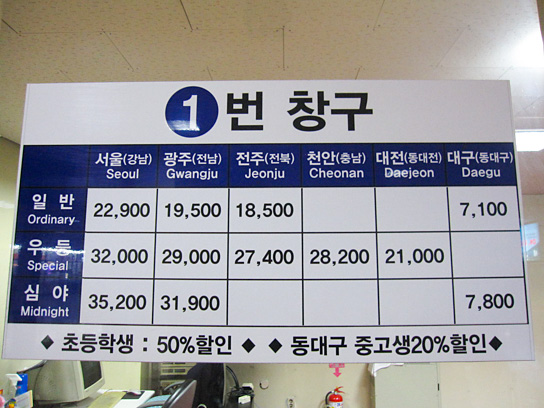 1 번 창구
서울(강남) 광주(전남) 전주(전북) 천안(충남) 대전(동대전) 대구(동대구)
Seoul Gwangju Jeonju Cheonan Daejeon Daegu
일 반 22,900 19,500 18,500 7,100
Ordinary
우 등 32,000 29,000 27,400 28,200 21,000
Special
심 야 35,200 31,900 7,800
Midnight
◆ 초등학생 : 50%할인 ◆ ◆ 동대구 중고생20%할인◆